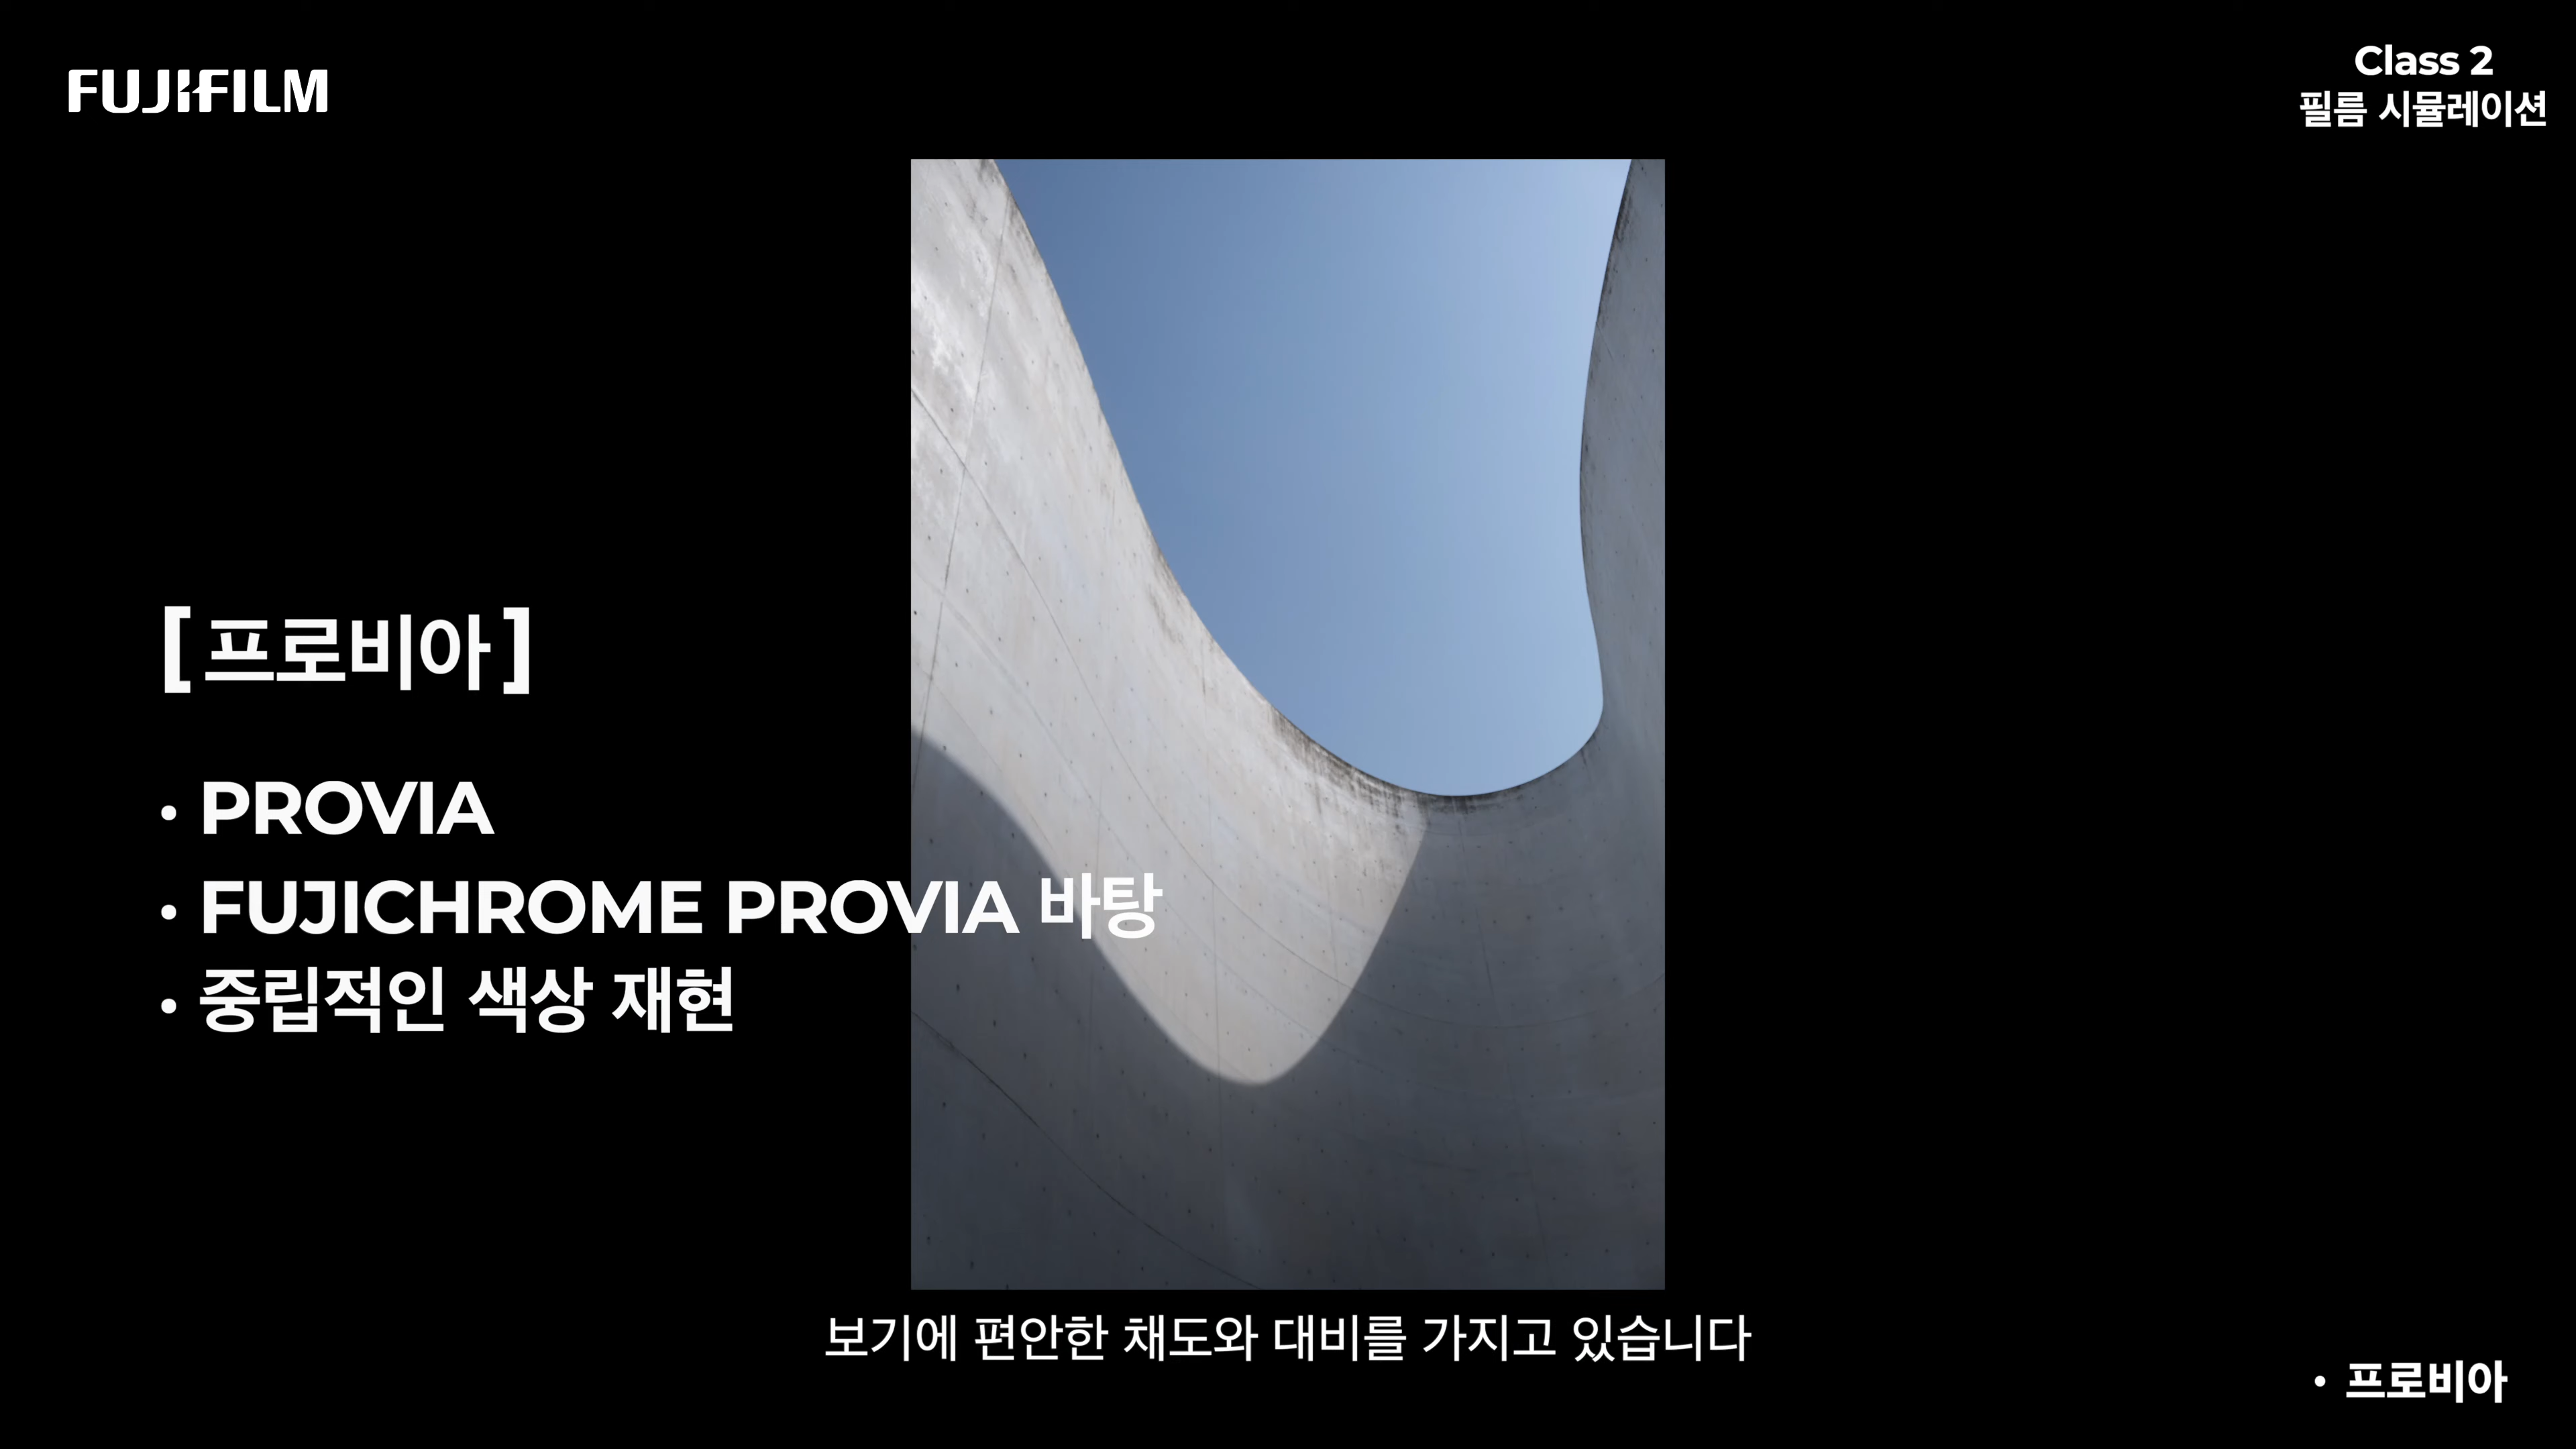 FUJIFILM
Class 2
필름 시뮬레이션
[프로비아]
• PROVIA
• FUJICHROME PROVIA 바탕
• 중립적인 색상 재현
보기에 편안한 채도와 대비를 가지고 있습니다
• 프로비아